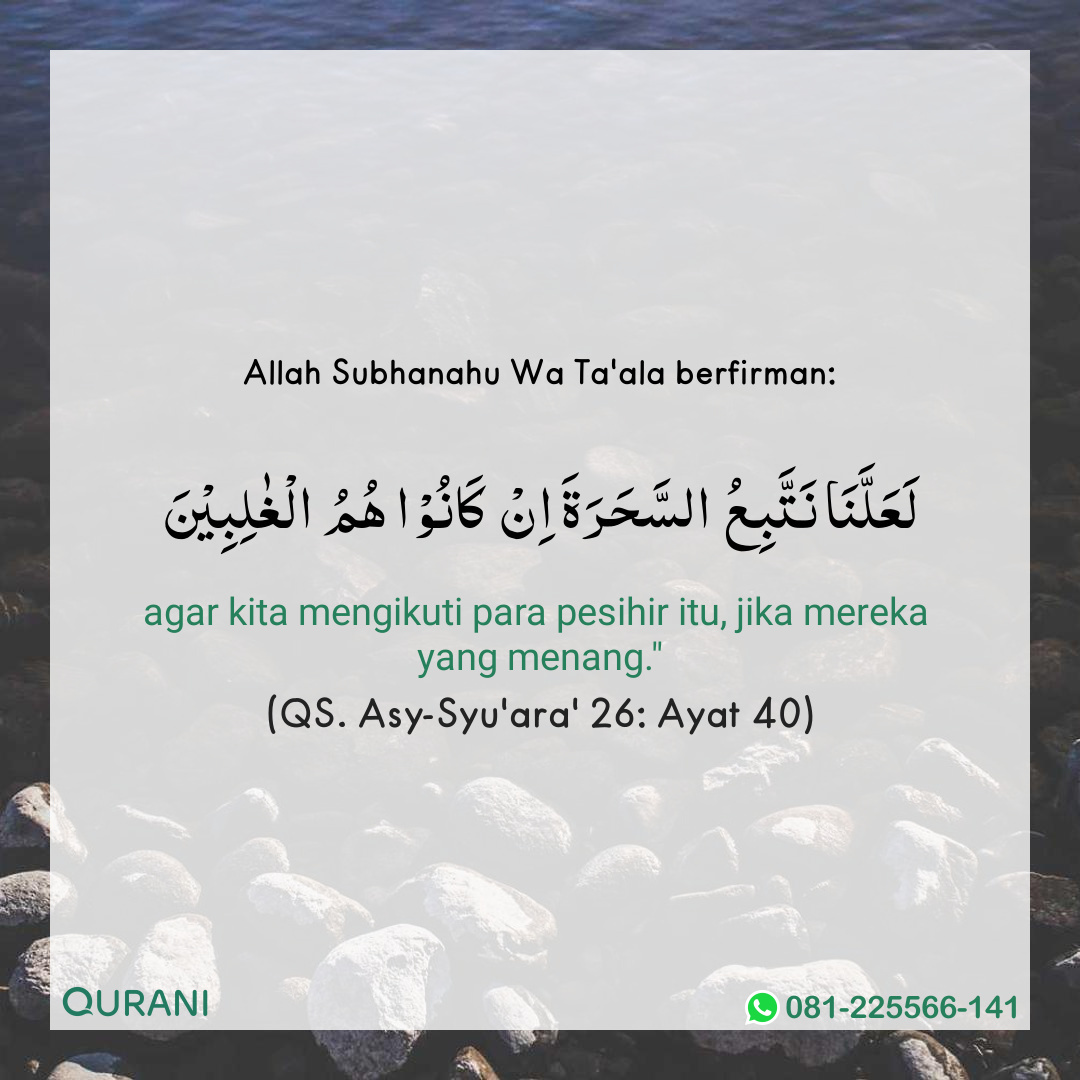 Allah Subhanahu Wa Ta'ala berfirman:
لَعَلَّنَا نَتَّبِعُ السَّحَرَةَ اِنْ كَانُوْا هُمُ الْغٰلِبِيْنَ
agar kita mengikuti para pesihir itu, jika mereka
yang menang."
(QS. Asy-Syu'ara' 26: Ayat 40)
QURANI
081-225566-141